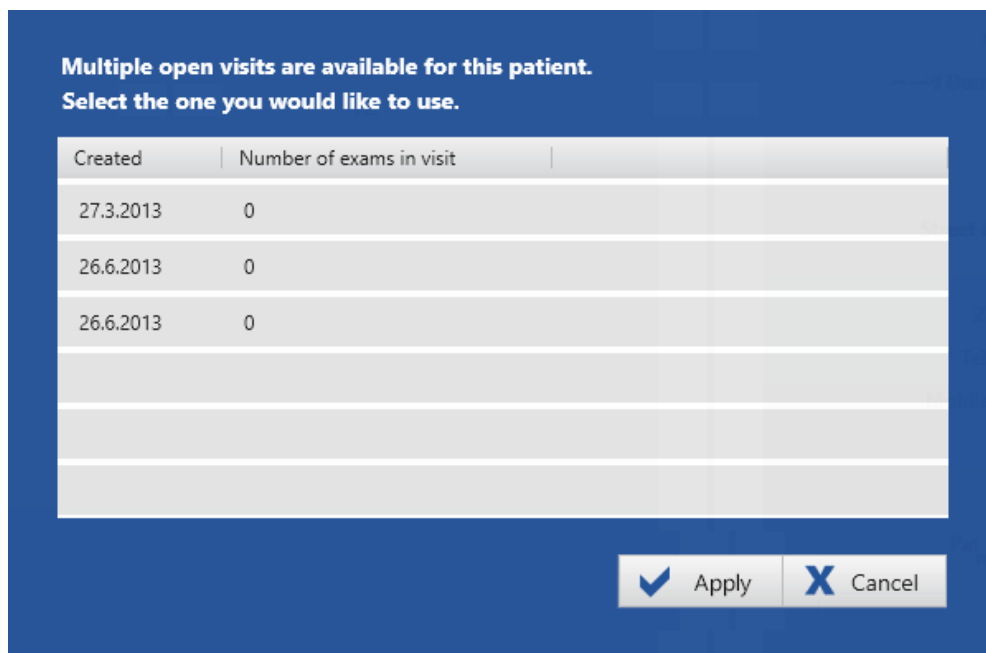 Multiple open visits are available for this patient.
Select the one you would like to use.
Created Number of exams in visit
27.3.2013 0
26.6.2013 0
26.6.2013 0
Apply Cancel